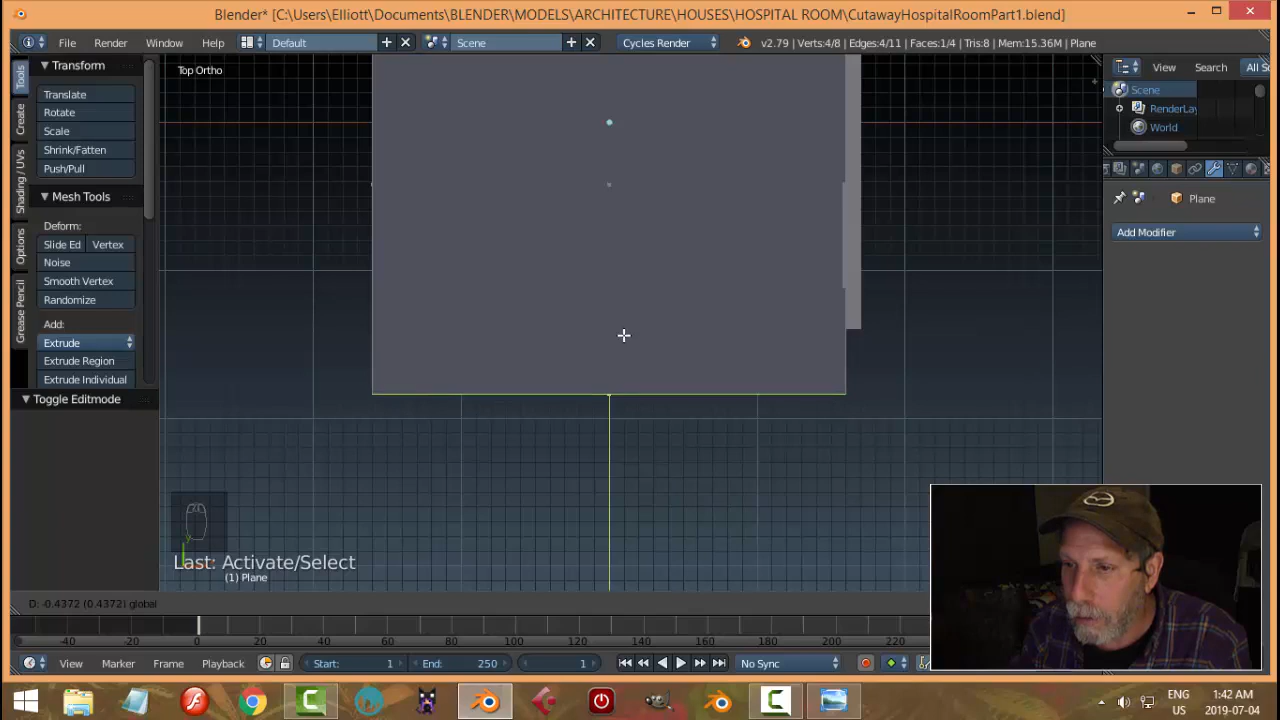 Blender* [C:\Users\Elliott\Documents\BLENDER\MODELS\ARCHITECTURE\HOUSES\HOSPITAL ROOM\CutawayHospitalRoomPart1.blend]
File Render Window Help Default Scene Cycles Render v2.79 | Verts:4/8 | Edges:4/11 | Faces:1/4 | Tris:8 | Mem:15.36M | Plane
Tools
Create
Shading / UVs
Options
Grease Pencil
Transform
Translate
Rotate
Scale
Shrink/Fatten
Push/Pull
Mesh Tools
Deform:
Slide Ed Vertex
Noise
Smooth Vertex
Randomize
Add:
Extrude
Extrude Region
Extrude Individual
Toggle Editmode
Top Ortho
Last: Activate/Select
(1) Plane
D: -0.4372 (0.4372) global
View Search All S
Scene
RenderLay
World
Plane
Add Modifier
-40 -20 0 20 40 60 80 100 120 140 160 180 200
View Marker Frame Playback Start: 1 End: 250 1 No Sync
ENG
US
1:42 AM
2019-07-04